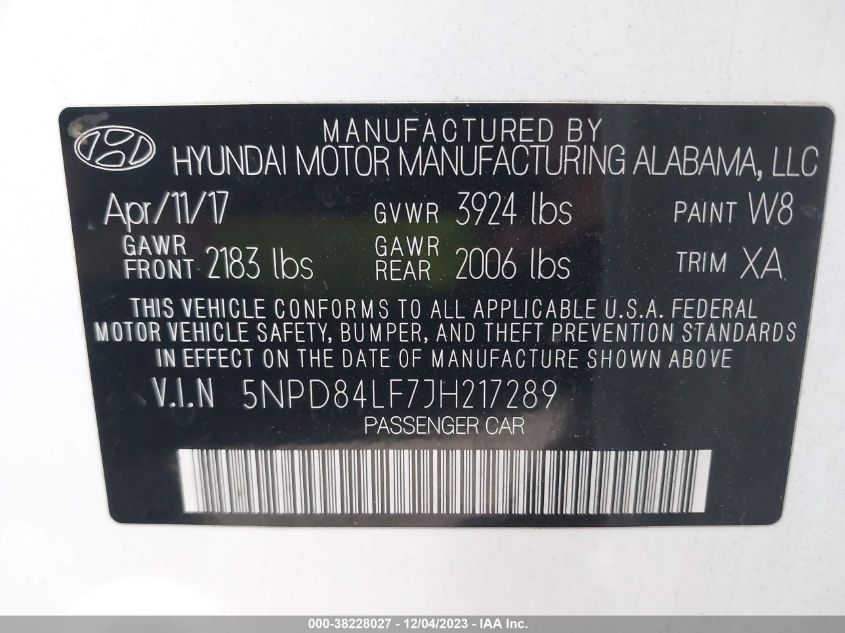 MANUFACTURED BY
HYUNDAI MOTOR MANUFACTURING ALABAMA, LLC
Apr/11/17 GVWR 3924 lbs PAINT W8
GAWR FRONT 2183 lbs GAWR REAR 2006 lbs TRIM XA
THIS VEHICLE CONFORMS TO ALL APPLICABLE U.S.A. FEDERAL
MOTOR VEHICLE SAFETY, BUMPER, AND THEFT PREVENTION STANDARDS
IN EFFECT ON THE DATE OF MANUFACTURE SHOWN ABOVE
V.I.N 5NPD84LF7JH217289
PASSENGER CAR
000-38228027 - 12/04/2023 - IAA Inc.